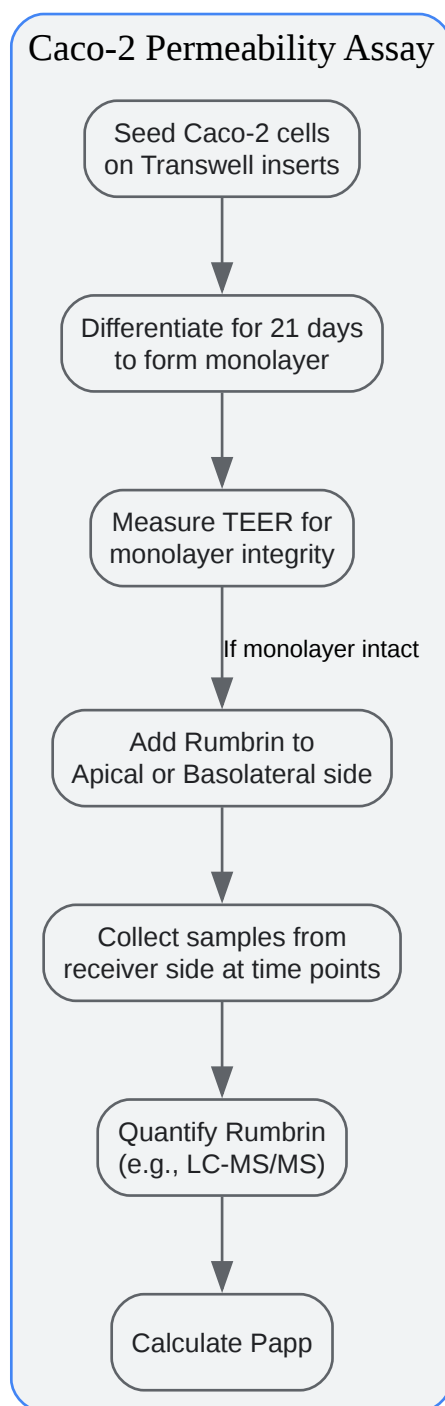 Caco-2 Permeability Assay
Seed Caco-2 cells
on Transwell inserts
Differentiate for 21 days
to form monolayer
Measure TEER for
monolayer integrity
If monolayer intact
Add Rumbrin to
Apical or Basolateral side
Collect samples from
receiver side at time points
Quantify Rumbrin
(e.g., LC-MS/MS)
Calculate Papp